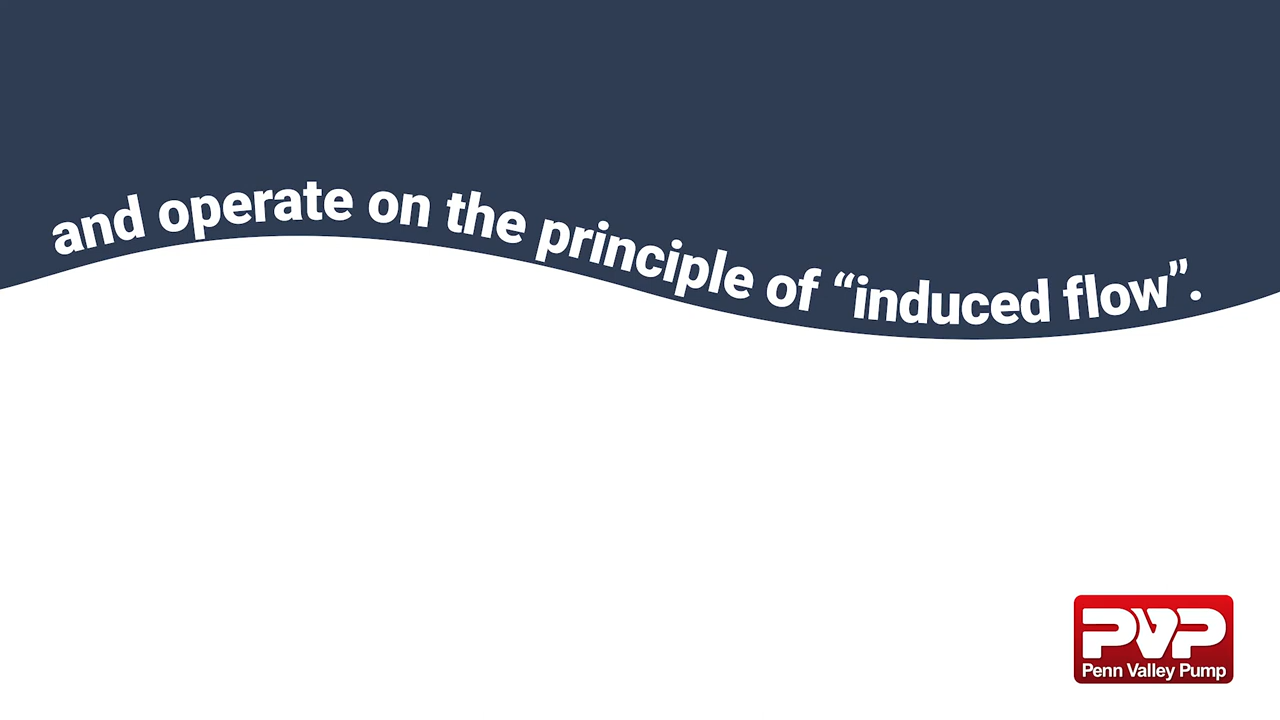 and operate on the principle of “induced flow”.
PVP
Penn Valley Pump